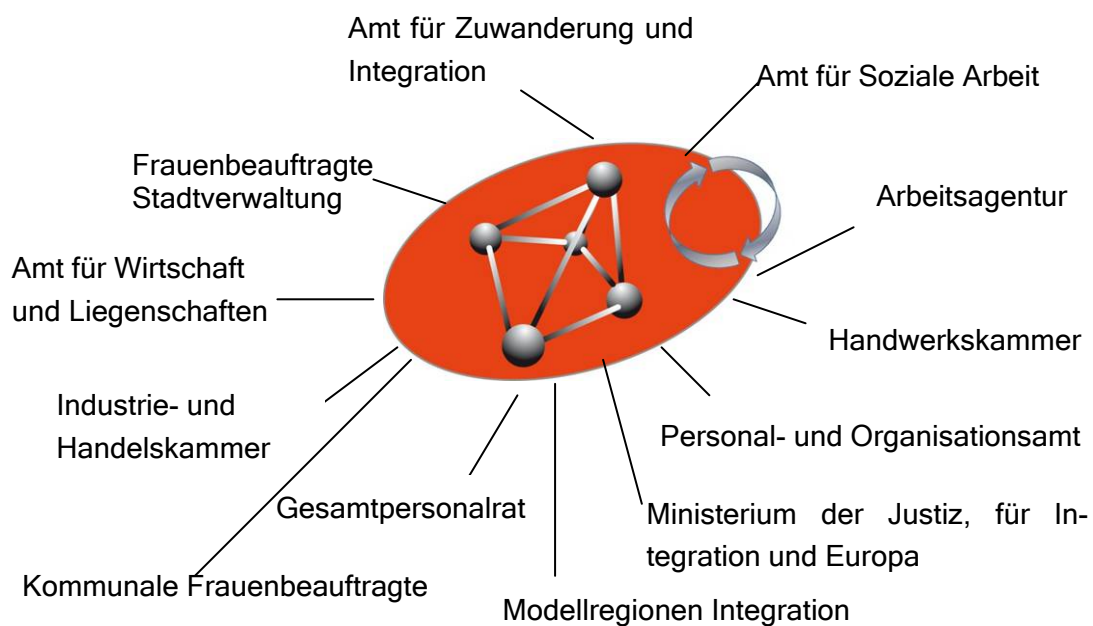 Amt für Zuwanderung und
Integration
Amt für Soziale Arbeit
Frauenbeauftragte
Stadtverwaltung
Arbeitsagentur
Amt für Wirtschaft
und Liegenschaften
Handwerkskammer
Industrie- und
Handelskammer
Personal- und Organisationsamt
Gesamtpersonalrat
Ministerium der Justiz, für In-
tegration und Europa
Kommunale Frauenbeauftragte
Modellregionen Integration